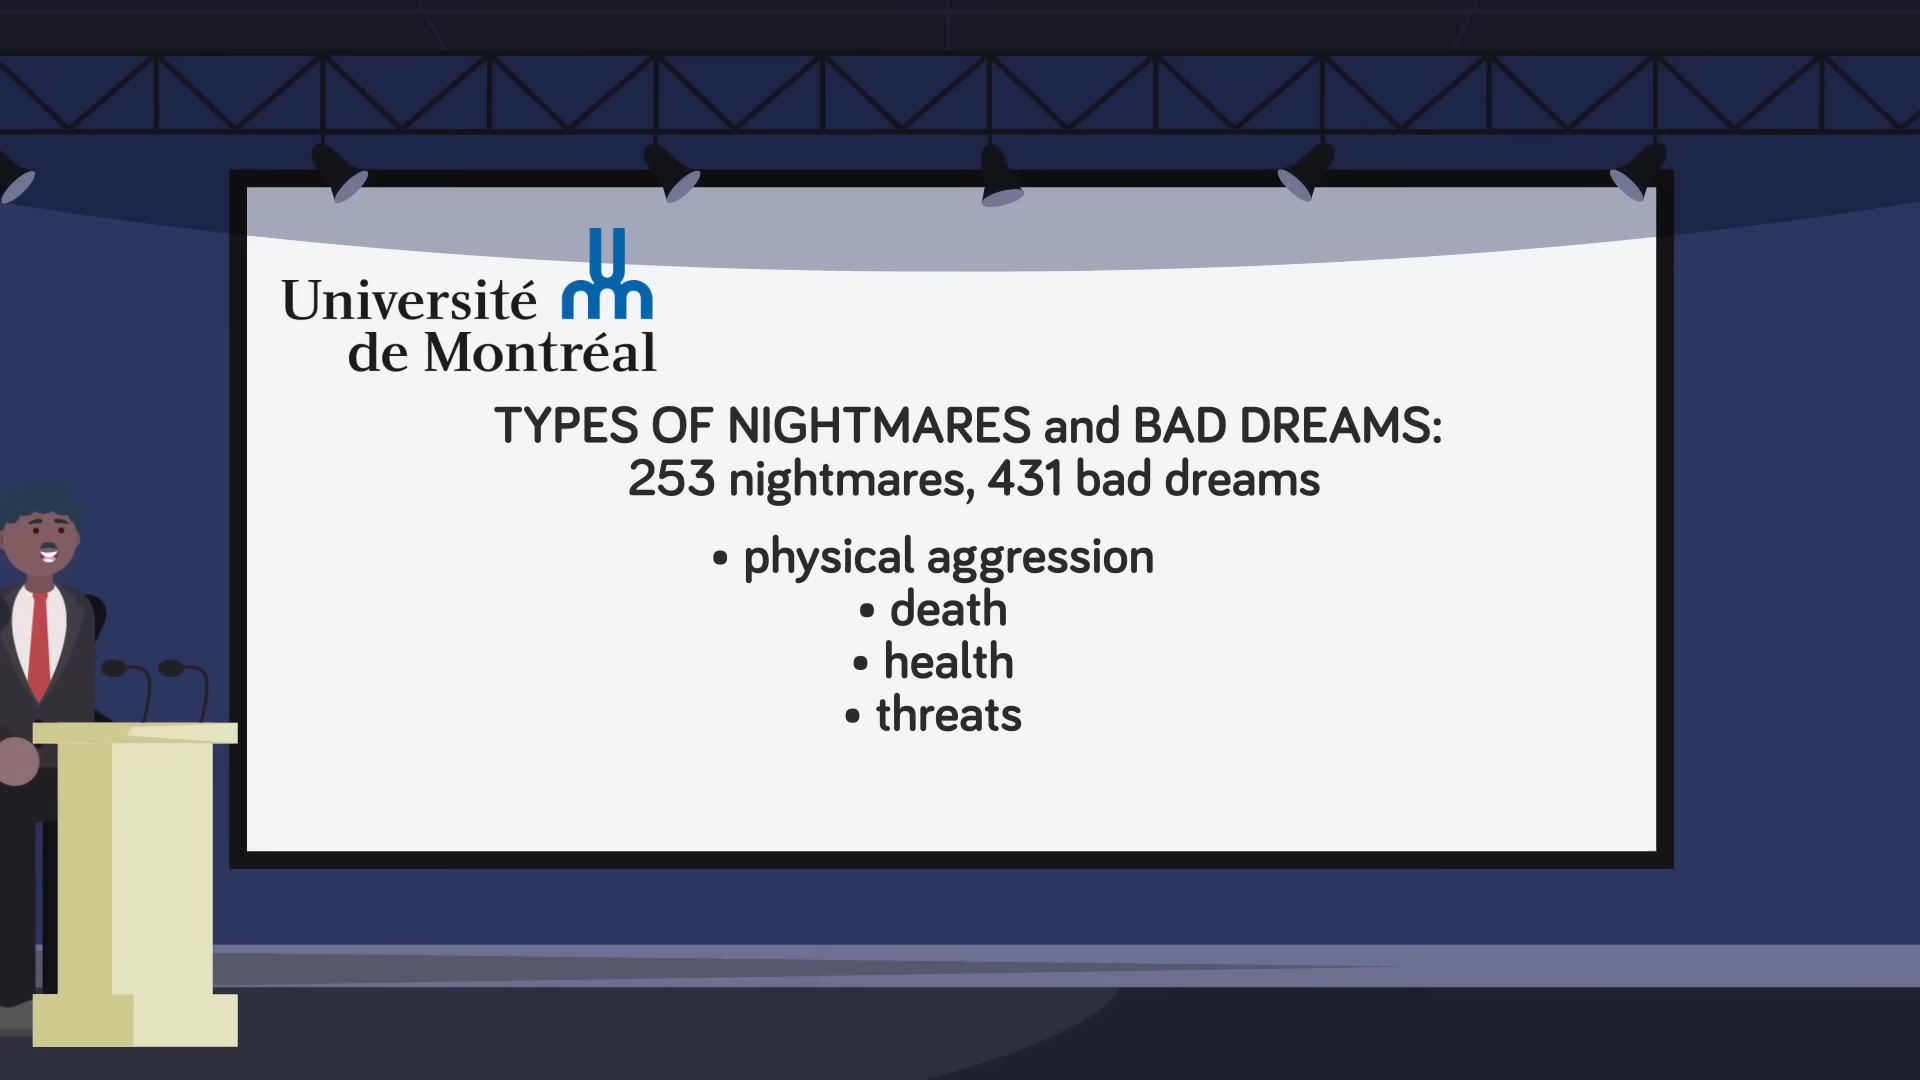 Université
de Montréal
TYPES OF NIGHTMARES and BAD DREAMS:
253 nightmares, 431 bad dreams
• physical aggression
• death
• health
• threats